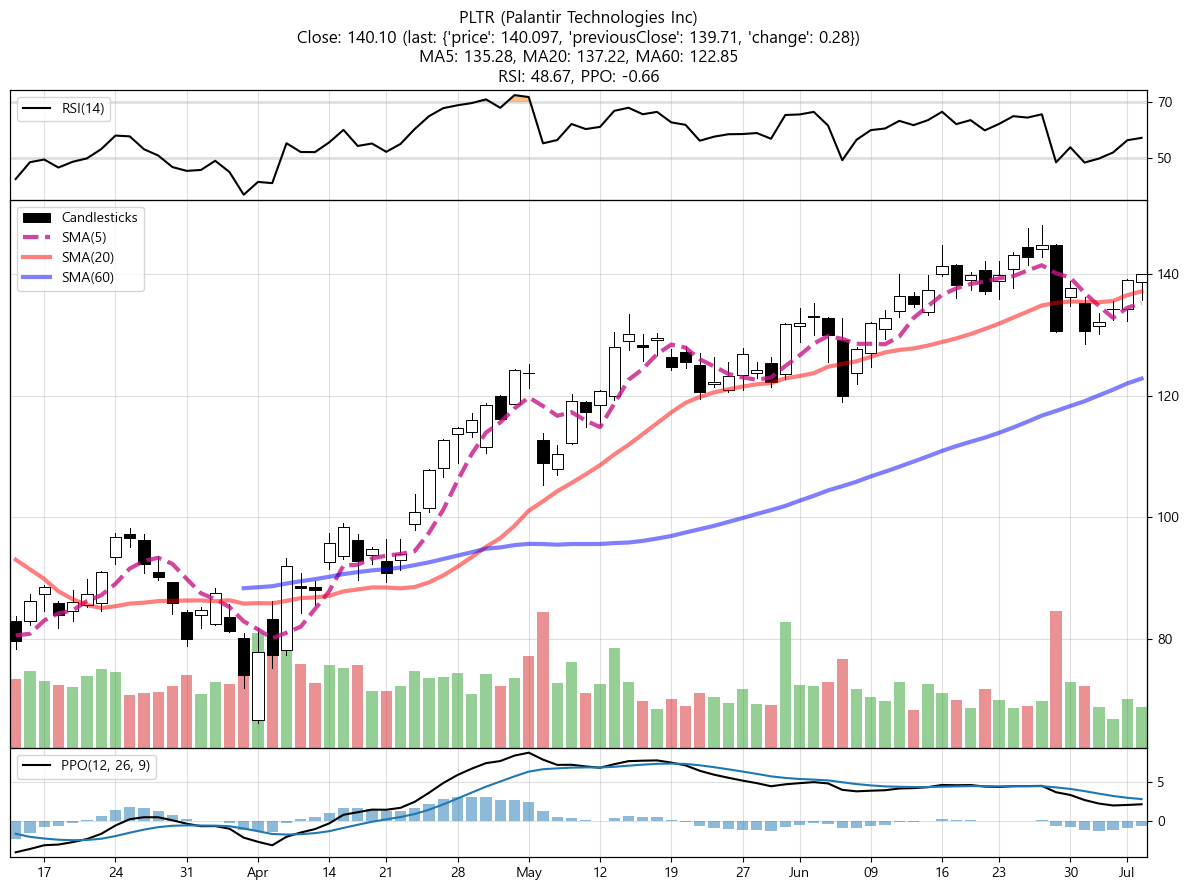 PLTR (Palantir Technologies Inc)
Close: 140.10 (last: {'price': 140.097, 'previousClose': 139.71, 'change': 0.28})
MA5: 135.28, MA20: 137.22, MA60: 122.85
RSI: 48.67, PPO: -0.66
RSI(14)
70
50
Candlesticks
SMA(5)
SMA(20)
SMA(60)
140
120
100
80
PPO(12, 26, 9)
5
0
17 24 31 Apr 14 21 28 May 12 19 27 Jun 09 16 23 30 Jul